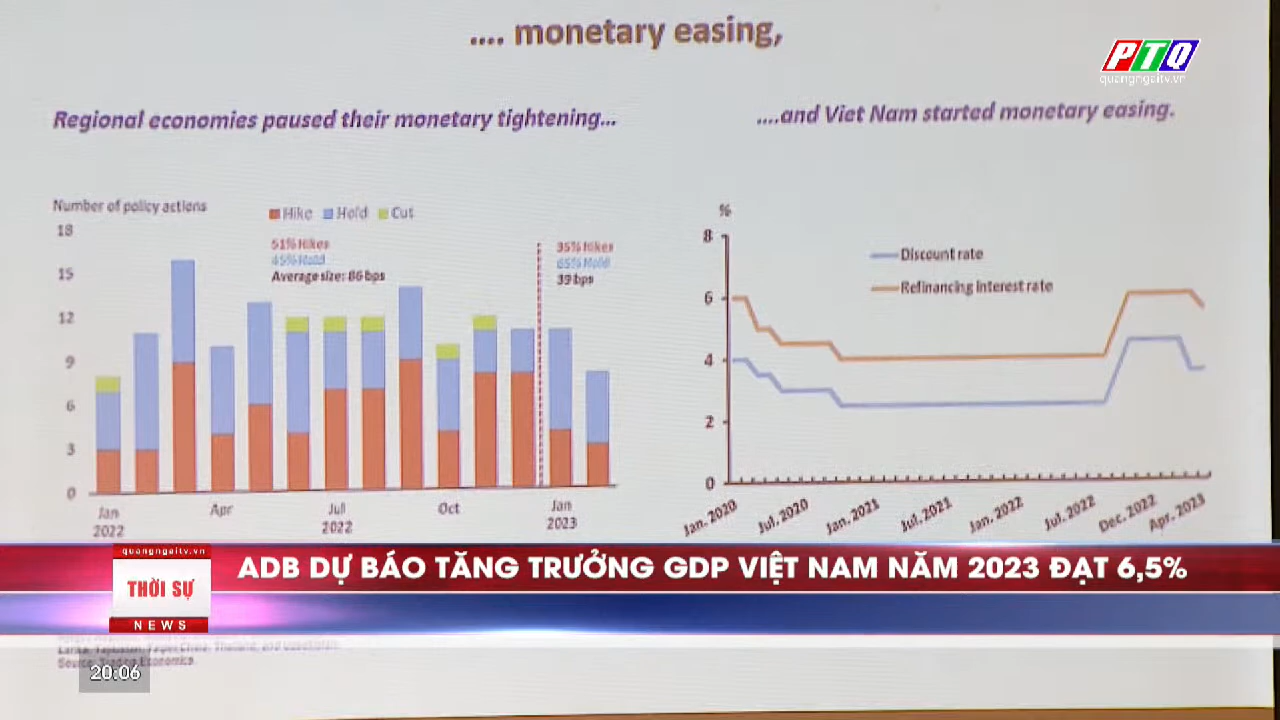 .... monetary easing,
PTQ
quangngaitv.vn
Regional economies paused their monetary tightening...
....and Viet Nam started monetary easing.
Number of policy actions
Hike Hold Cut
51% Hikes
45% Hold
Average size: 86 bps
35% Hikes
65% Hold
39 bps
18
15
12
9
6
3
0
Jan
2022
Apr
Jul
2022
Oct
Jan
2023
%
8
6
4
2
0
Discount rate
Refinancing interest rate
Jan. 2020
Jul. 2020
Jan. 2021
Jul. 2021
Jan. 2022
Jul. 2022
Dec. 2022
Apr. 2023
quangngaitv.vn
THỜI SỰ
NEWS
ADB DỰ BÁO TĂNG TRƯỞNG GDP VIỆT NAM NĂM 2023 ĐẠT 6,5%
Source: Trading Economics.
20:06